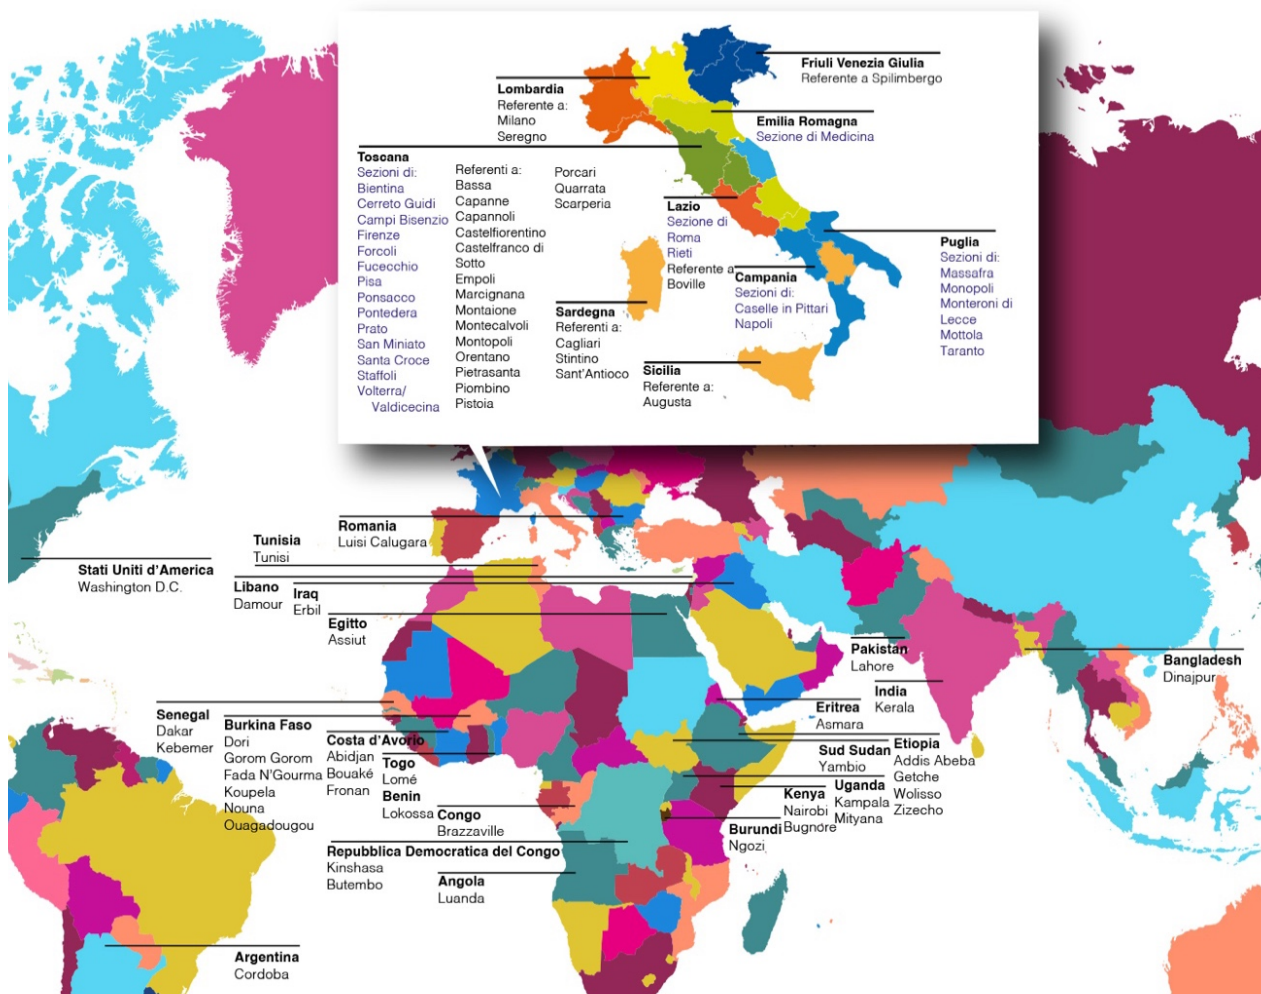 Friuli Venezia Giulia
Referente a Spilimbergo
Lombardia
Referente a:
Milano
Seregno
Emilia Romagna
Sezione di Medicina
Toscana
Sezioni di:
Bientina
Cerreto Guidi
Campi Bisenzio
Firenze
Forcoli
Fucecchio
Pisa
Ponsacco
Pontedera
Prato
San Miniato
Santa Croce
Staffoli
Volterra/
Valdicecina
Referenti a:
Bassa
Capanne
Capannoli
Castelfiorentino
Castelfranco di
Sotto
Empoli
Marcignana
Montaione
Montecalvoli
Montopoli
Orentano
Pietrasanta
Piombino
Pistoia
Porcari
Quarrata
Scarperia
Lazio
Sezione di
Roma
Rieti
Referente a
Boville
Puglia
Sezioni di:
Massafra
Monopoli
Monteroni di
Lecce
Mottola
Taranto
Campania
Sezioni di:
Caselle in Pittari
Napoli
Sardegna
Referenti a:
Cagliari
Stintino
Sant'Antioco
Sicilia
Referente a:
Augusta
Romania
Luisi Calugara
Tunisia
Tunisi
Stati Uniti d'America
Washington D.C.
Libano
Damour
Iraq
Erbil
Egitto
Assiut
Pakistan
Lahore
Bangladesh
Dinajpur
India
Kerala
Eritrea
Asmara
Senegal
Dakar
Kebemer
Burkina Faso
Dori
Gorom Gorom
Fada N'Gourma
Koupela
Nouna
Ouagadougou
Costa d'Avorio
Abidjan
Bouaké
Fronan
Togo
Lomé
Benin
Lokossa
Congo
Brazzaville
Sud Sudan
Yambio
Etiopia
Addis Abeba
Getche
Wolisso
Zizecho
Uganda
Kampala
Mityana
Kenya
Nairobi
Bugnore
Burundi
Ngozi
Repubblica Democratica del Congo
Kinshasa
Butembo
Angola
Luanda
Argentina
Cordoba